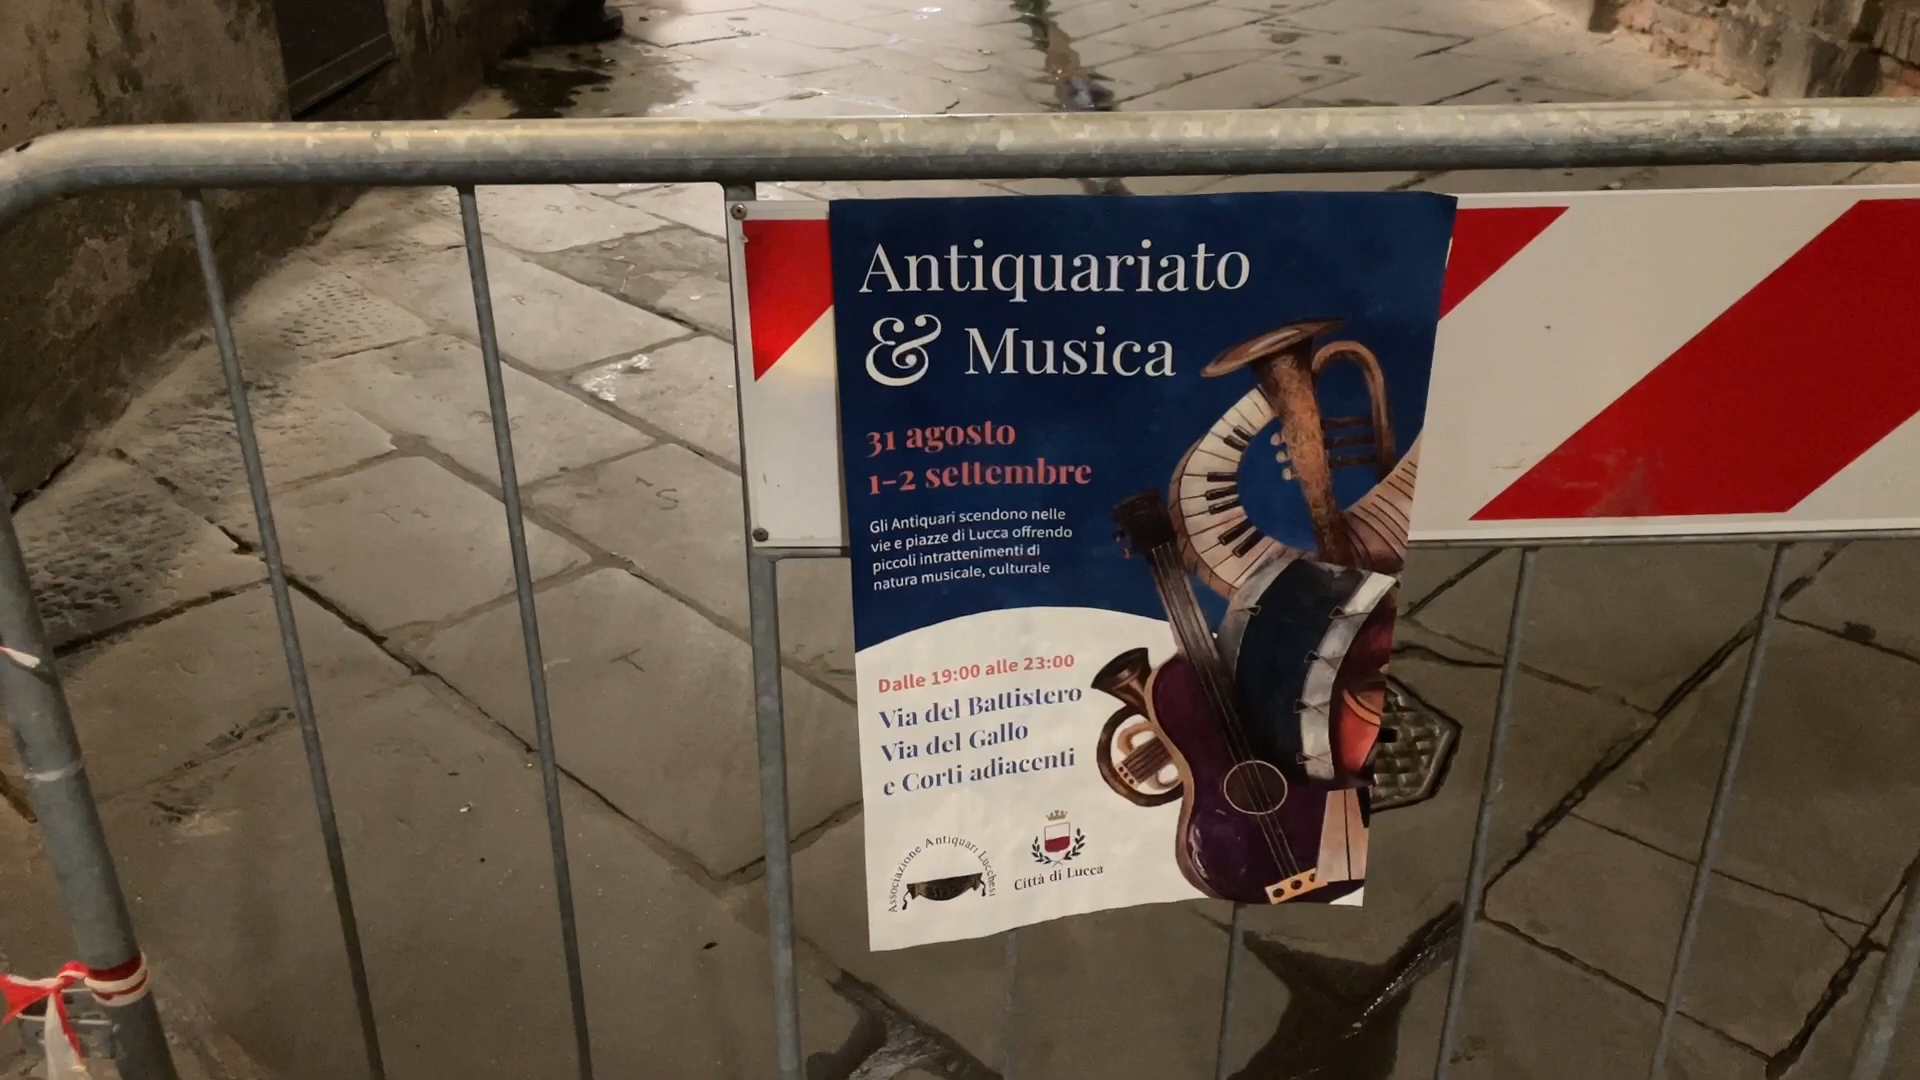 Antiquariato
& Musica
31 agosto
1-2 settembre
Gli Antiquari scendono nelle
vie e piazze di Lucca offrendo
piccoli intrattenimenti di
natura musicale, culturale
Dalle 19:00 alle 23:00
Via del Battistero
Via del Gallo
e Corti adiacenti
Associazione Antiquari Lucchesi
Città di Lucca